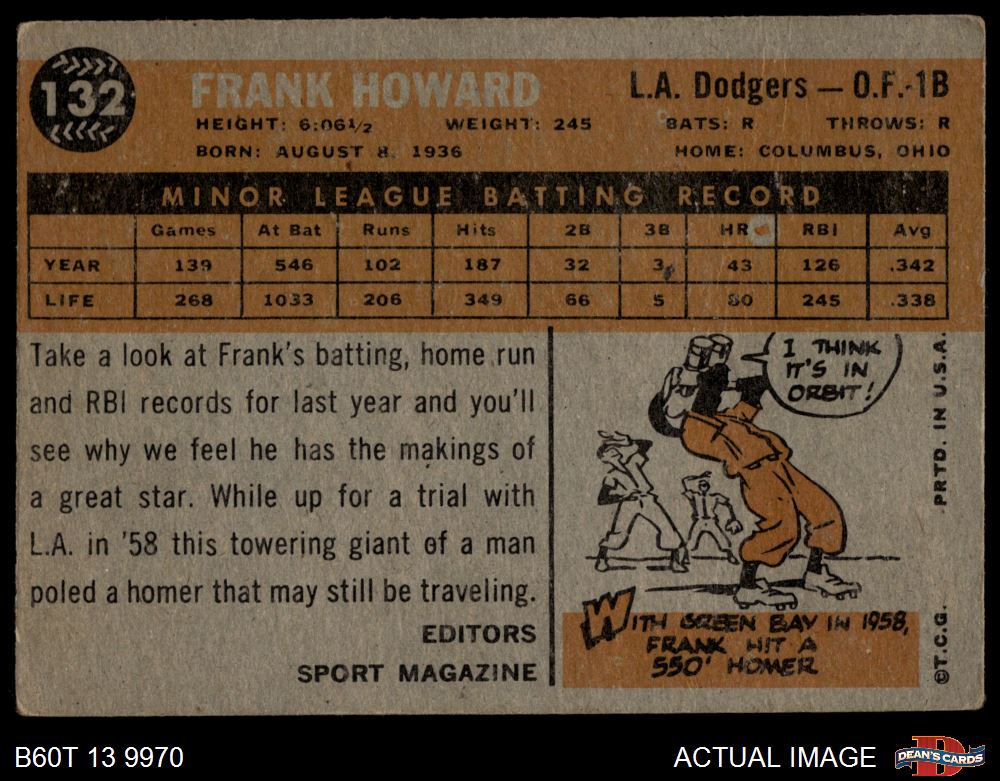 132
FRANK HOWARD
L.A. Dodgers — O.F.-1B
HEIGHT: 6:06½ WEIGHT: 245 BATS: R THROWS: R
BORN: AUGUST 8, 1936 HOME: COLUMBUS, OHIO
MINOR LEAGUE BATTING RECORD
Games At Bat Runs Hits 2B 3B HR RBI Avg
YEAR 139 546 102 187 32 3 43 126 .342
LIFE 268 1033 206 349 66 5 80 245 .338
Take a look at Frank's batting, home run
and RBI records for last year and you'll
see why we feel he has the makings of
a great star. While up for a trial with
L.A. in '58 this towering giant of a man
poled a homer that may still be traveling.
EDITORS
SPORT MAGAZINE
I THINK
IT'S IN
ORBIT!
WITH GREEN BAY IN 1958,
FRANK HIT A
550' HOMER
©T.C.G. PRTD. IN U.S.A.
B60T 13 9970
ACTUAL IMAGE
D
DEAN'S CARDS